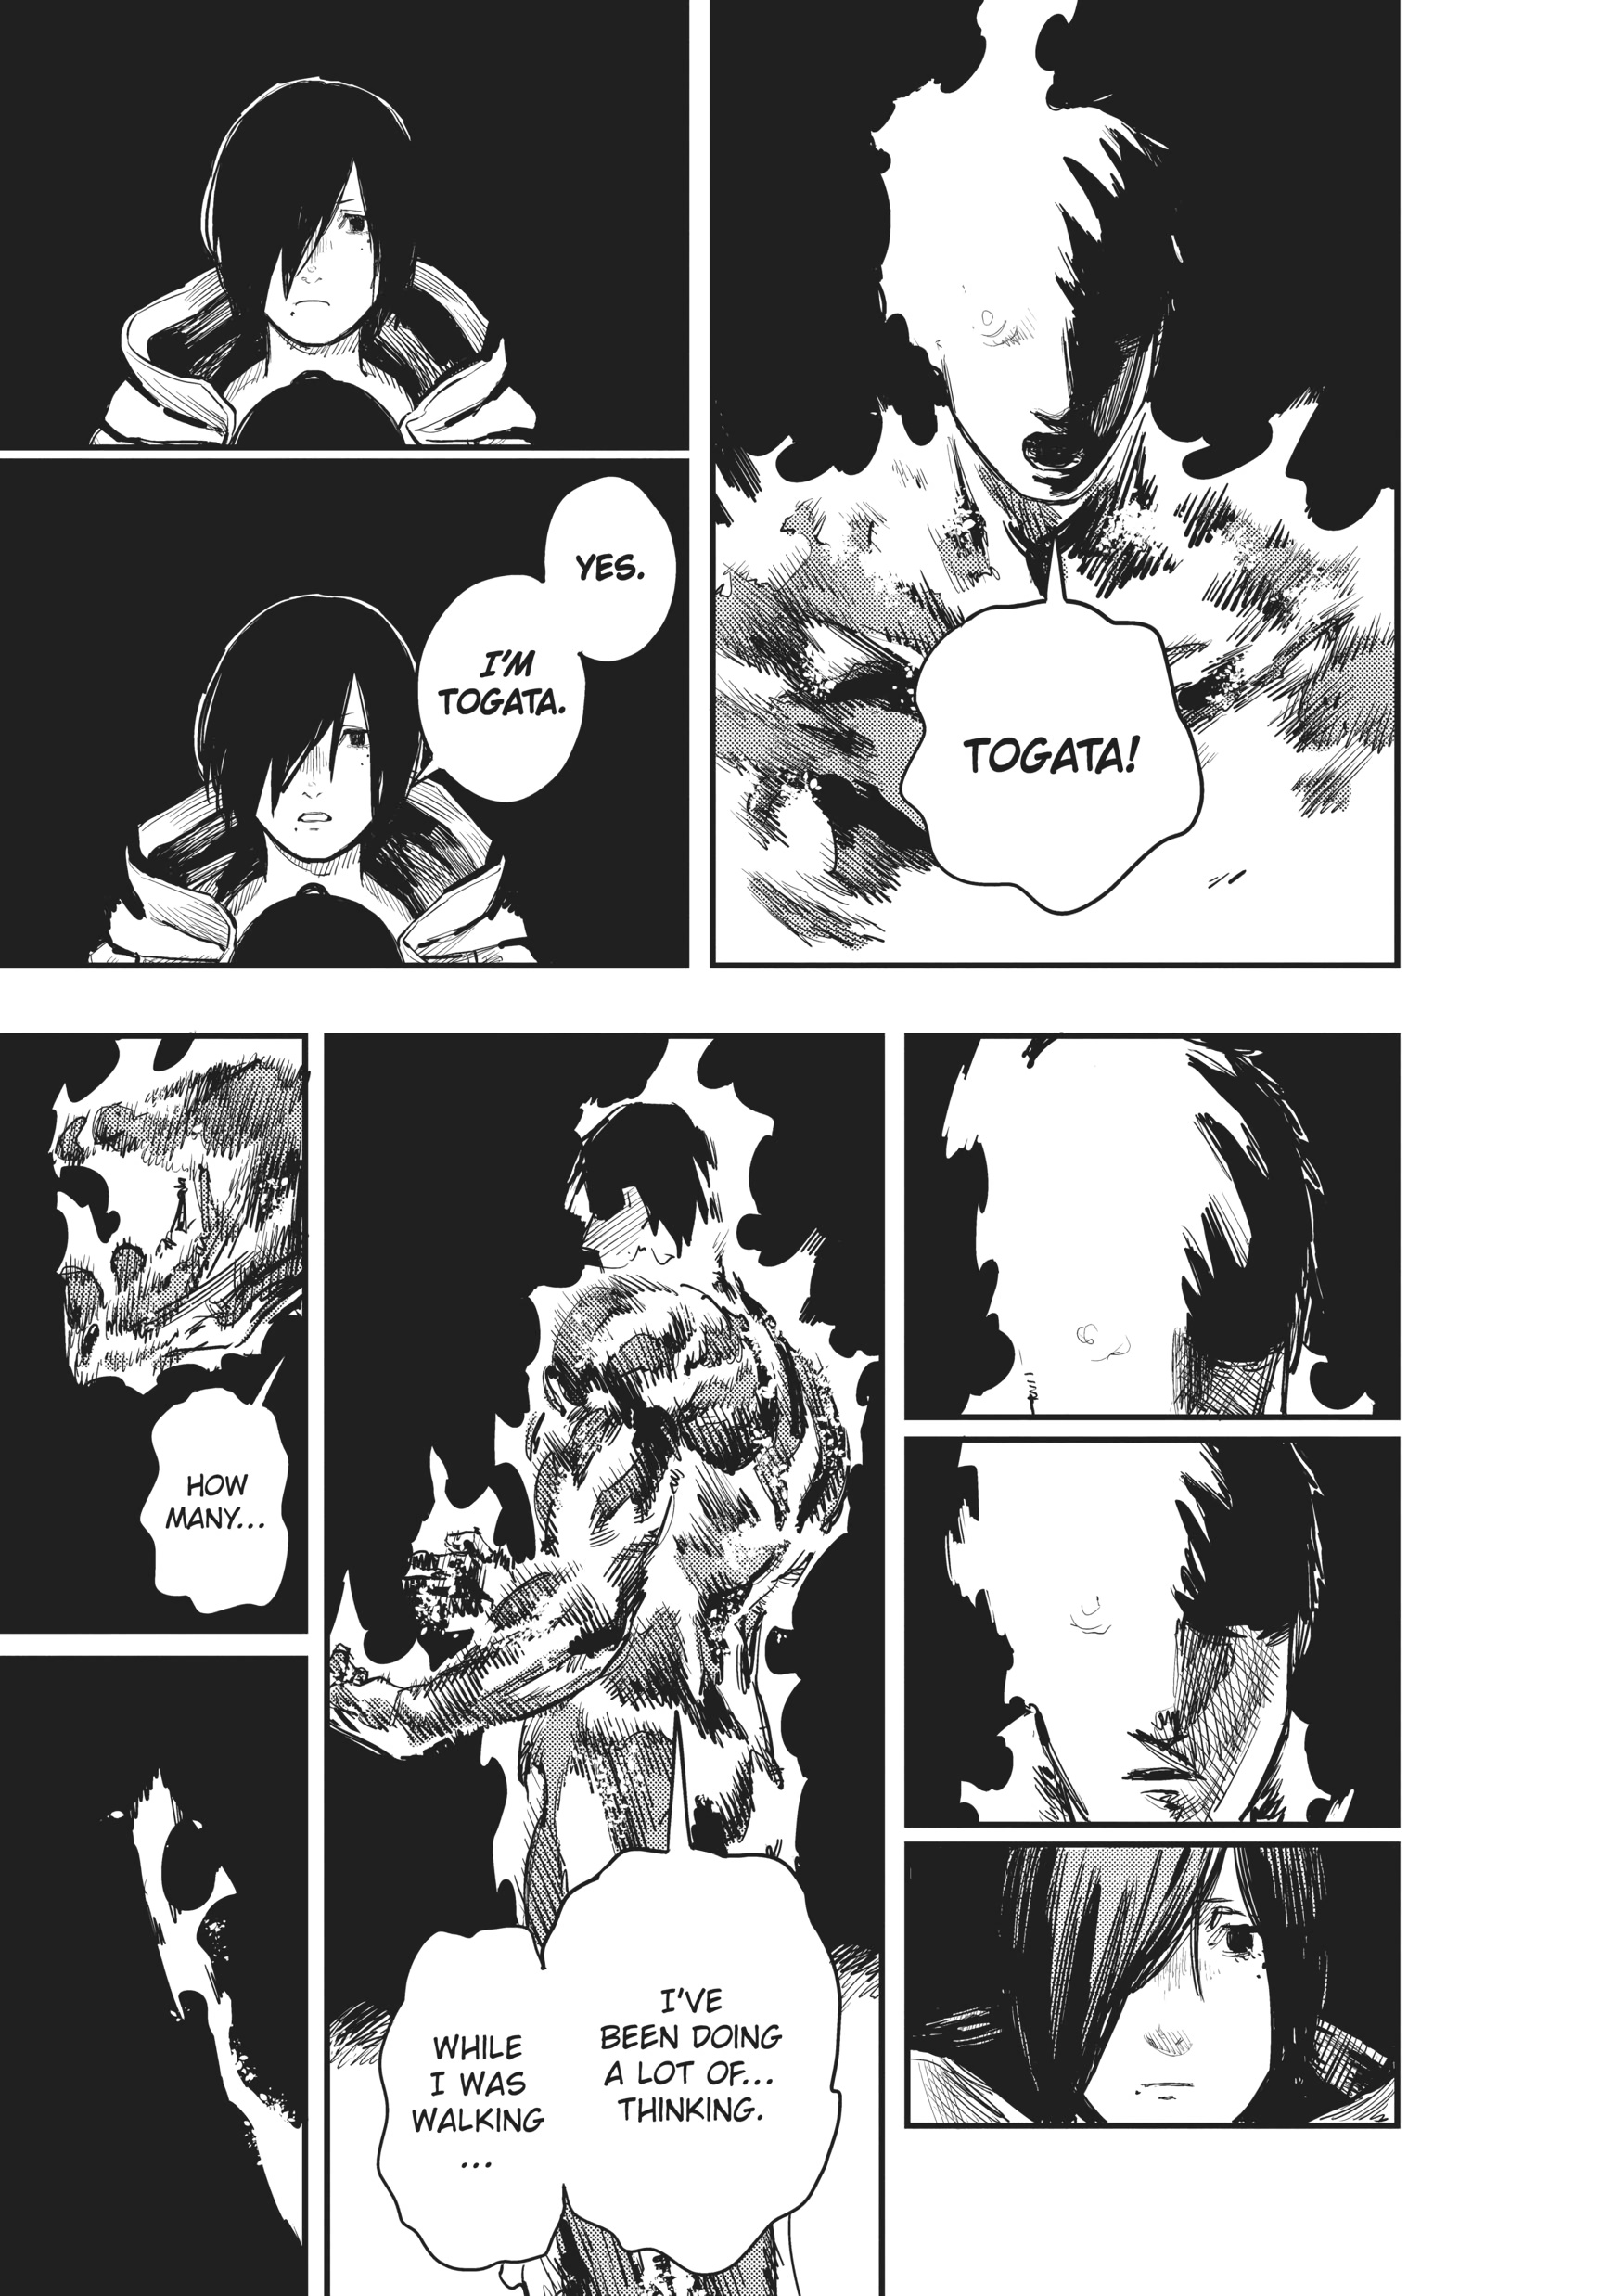 TOGATA!
YES.
I'M
TOGATA.
I'VE
BEEN DOING
A LOT OF...
THINKING.
WHILE
I WAS
WALKING
...
HOW
MANY...